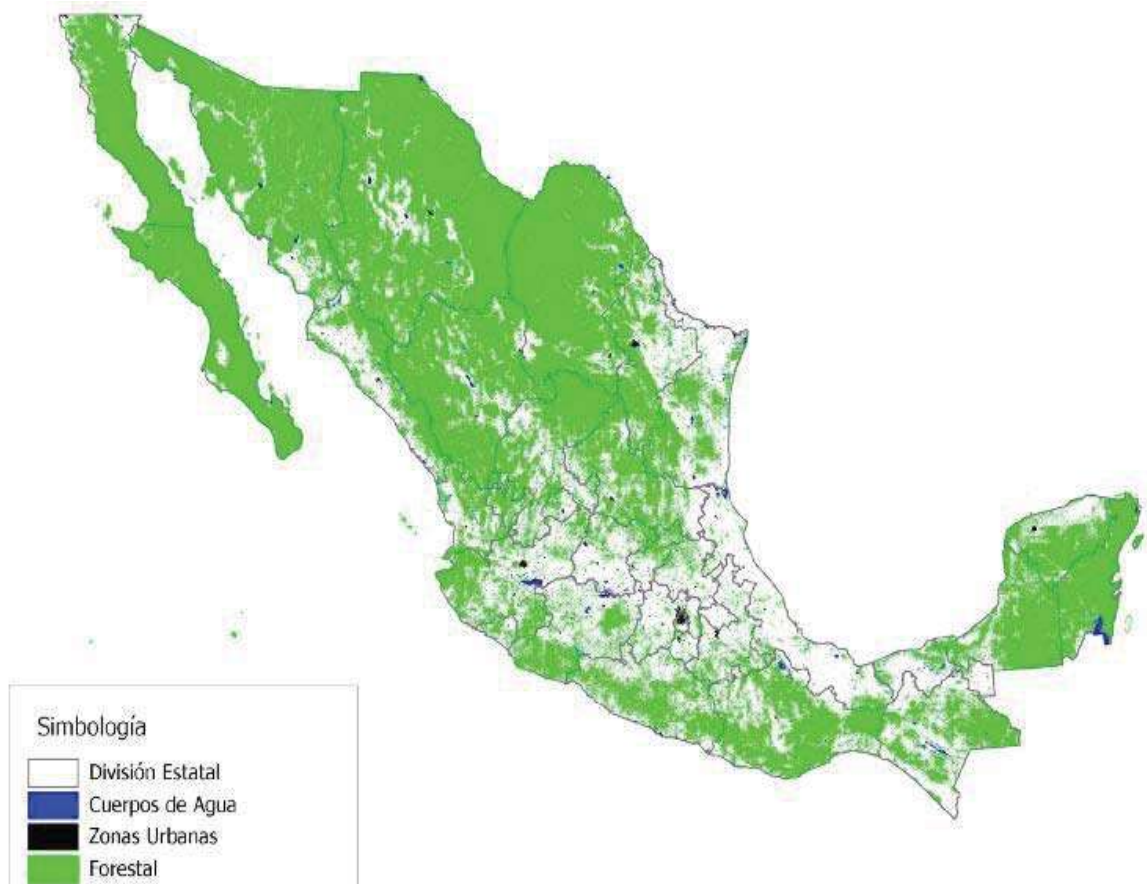 Simbología
División Estatal
Cuerpos de Agua
Zonas Urbanas
Forestal